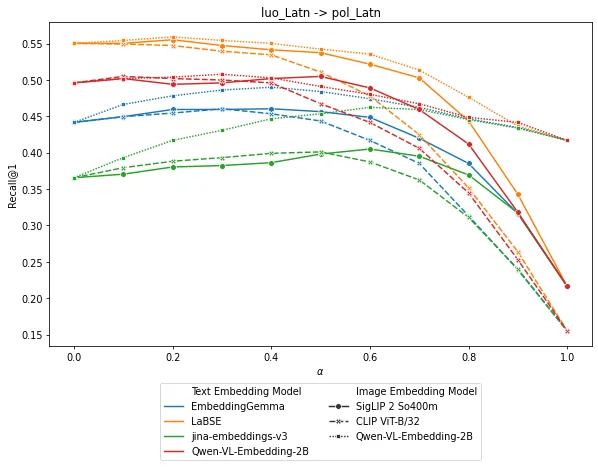 luo_Latn -> pol_Latn
Recall@1
0.55
0.50
0.45
0.40
0.35
0.30
0.25
0.20
0.15
0.0 0.2 0.4 0.6 0.8 1.0
α
Text Embedding Model Image Embedding Model
EmbeddingGemma SigLIP 2 So400m
LaBSE CLIP ViT-B/32
jina-embeddings-v3 Qwen-VL-Embedding-2B
Qwen-VL-Embedding-2B